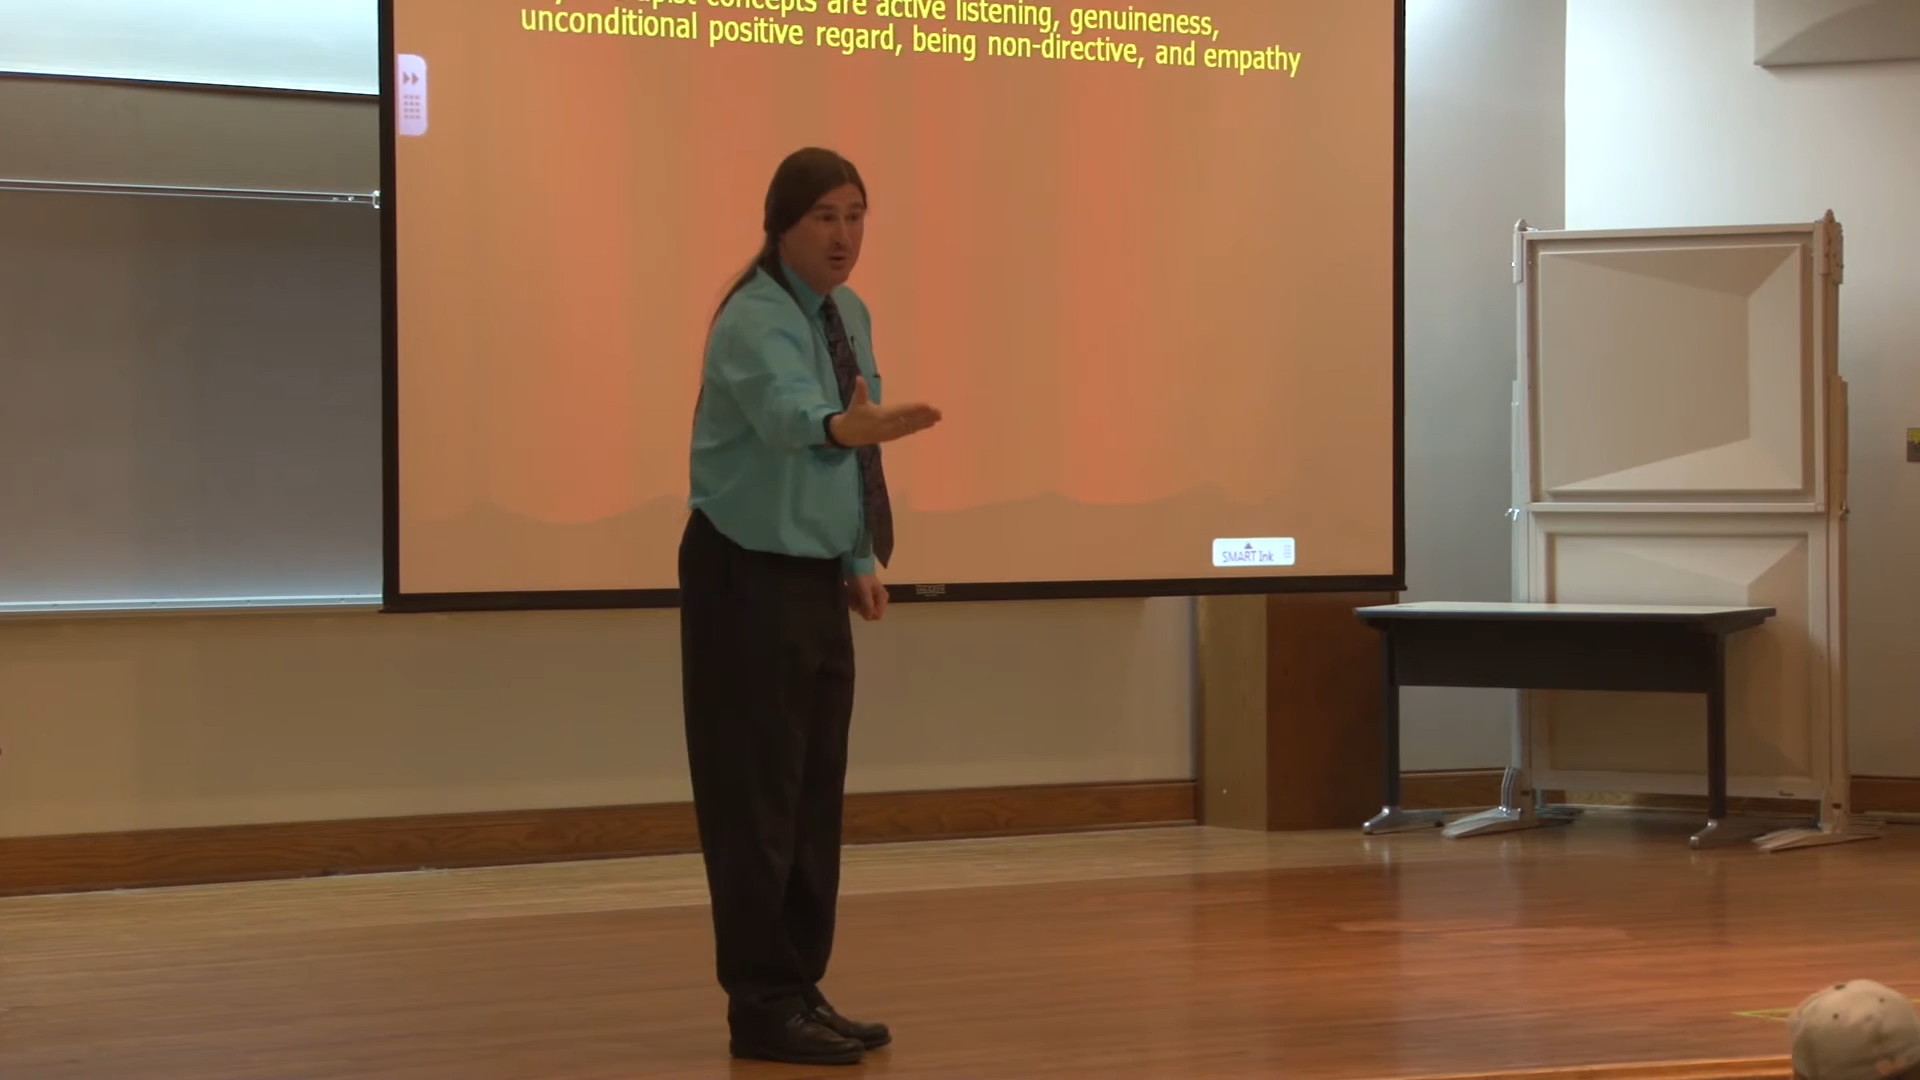 concepts are active listening, genuineness,
unconditional positive regard, being non-directive, and empathy
SMART Ink